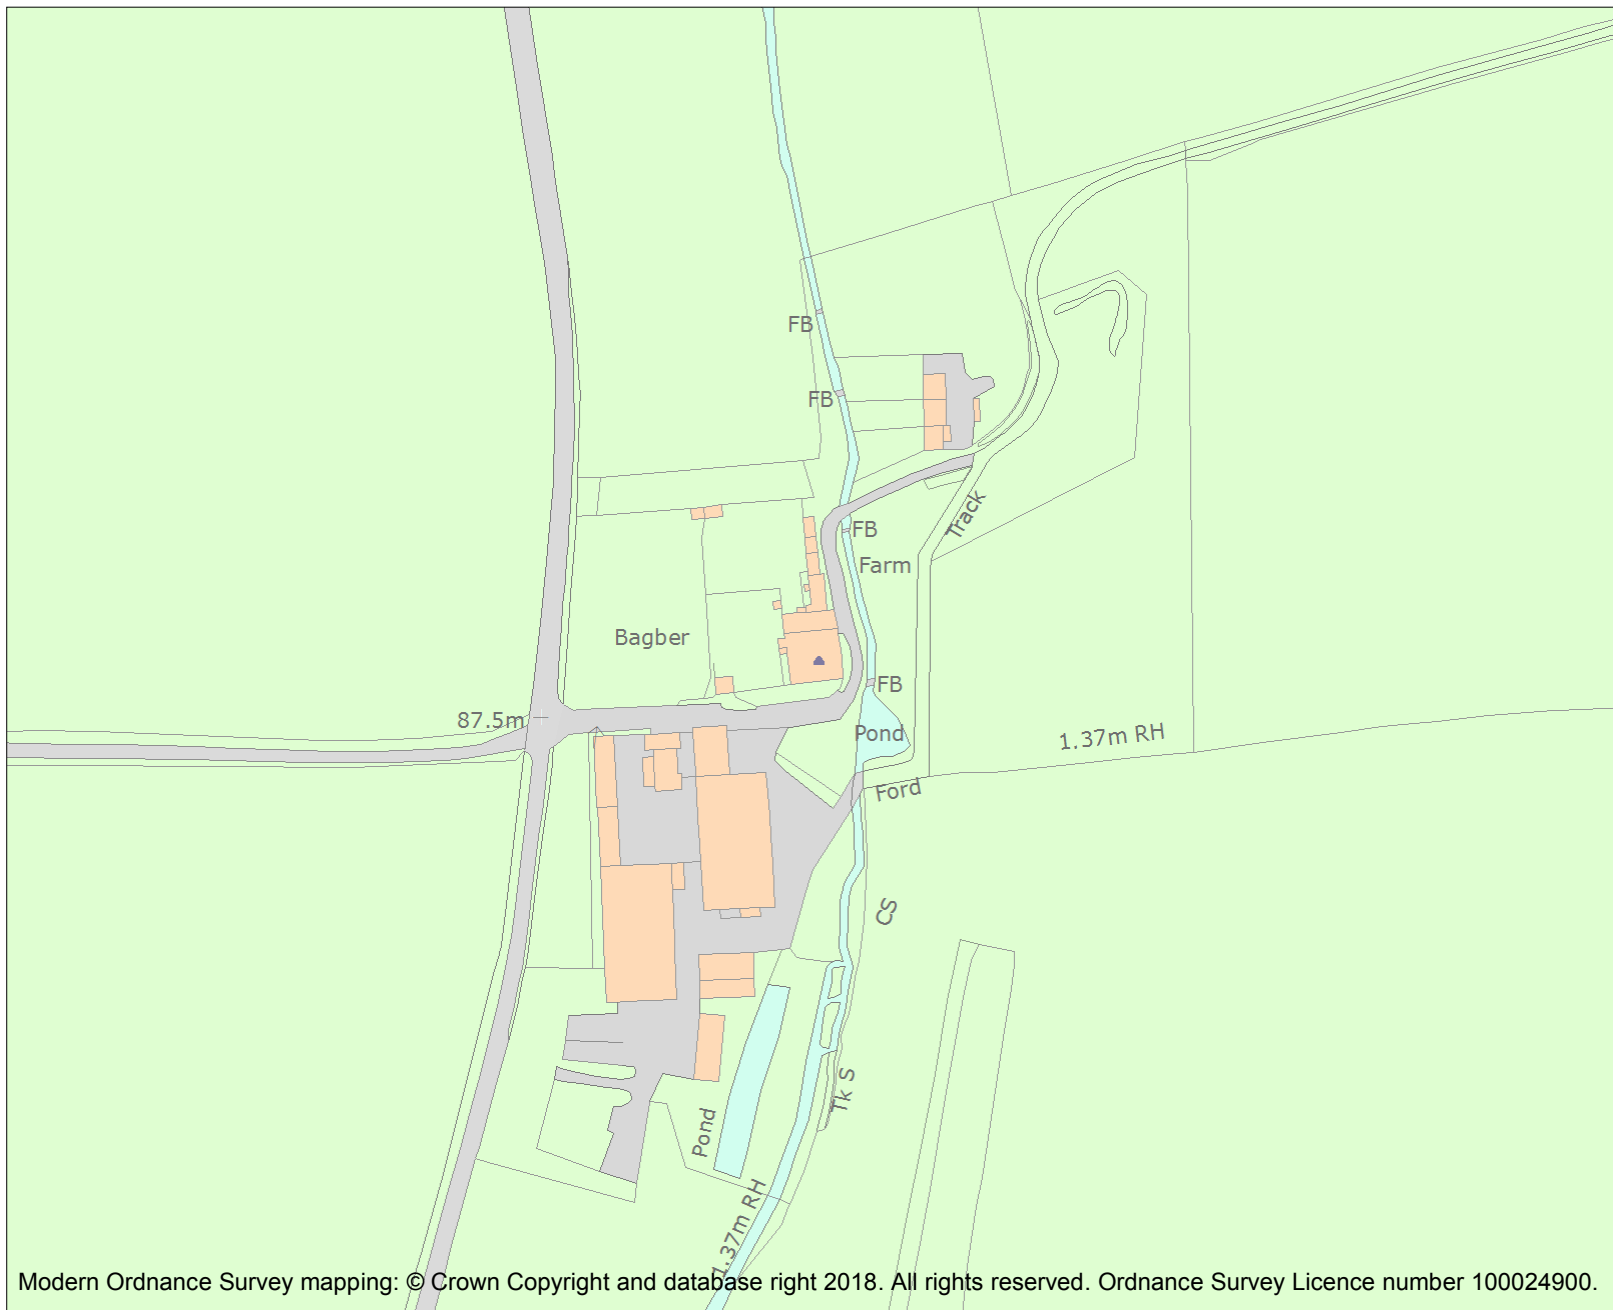 FB
FB
Track
FB
Farm
Bagber
FB
87.5m
Pond
1.37m RH
Ford
CS
Tk S
Pond
1.37m RH
Modern Ordnance Survey mapping: © Crown Copyright and database right 2018. All rights reserved. Ordnance Survey Licence number 100024900.